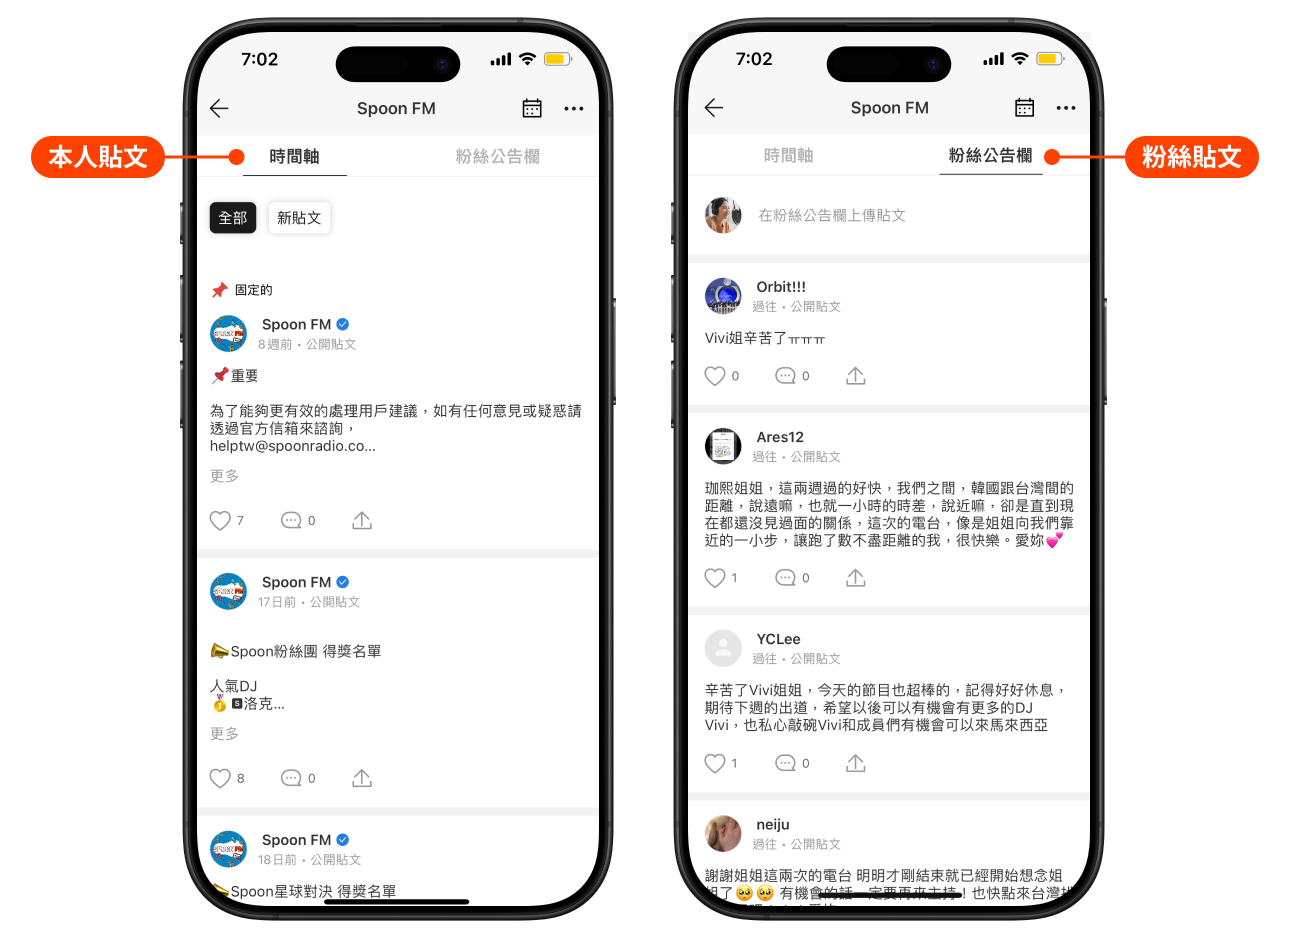 本人貼文
7:02
Spoon FM
時間軸
粉絲公告欄
全部
新貼文
📌 固定的
Spoon FM
8 週前・公開貼文
📌重要
為了能夠更有效的處理用戶建議，如有任何意見或疑惑請
透過官方信箱來諮詢，
helptw@spoonradio.co...
更多
7
0
Spoon FM
17日前・公開貼文
📣Spoon粉絲團 得獎名單
人氣DJ
🥇🆂洛克...
更多
8
0
Spoon FM
18日前・公開貼文
📣Spoon星球對決 得獎名單
7:02
Spoon FM
時間軸
粉絲公告欄
粉絲貼文
在粉絲公告欄上傳貼文
Orbit!!!
過往・公開貼文
Vivi姐辛苦了ㅠㅠㅠ
0
0
Ares12
過往・公開貼文
珈熙姐姐，這兩週過的好快，我們之間，韓國跟台灣間的
距離，說遠嘛，也就一小時的時差，說近嘛，卻是直到現
在都還沒見過面的關係，這次的電台，像是姐姐向我們靠
近的一小步，讓跑了數不盡距離的我，很快樂。愛妳💕
1
0
YCLee
過往・公開貼文
辛苦了Vivi姐姐，今天的節目也超棒的，記得好好休息，
期待下週的出道，希望以後可以有機會有更多的DJ
Vivi，也私心敲碗Vivi和成員們有機會可以來馬來西亞
1
0
neiju
過往・公開貼文
謝謝姐姐這兩次的電台 明明才剛結束就已經開始想念姐
姐了🥺🥺 有機會的話一定要再來主持！也快點來台灣找